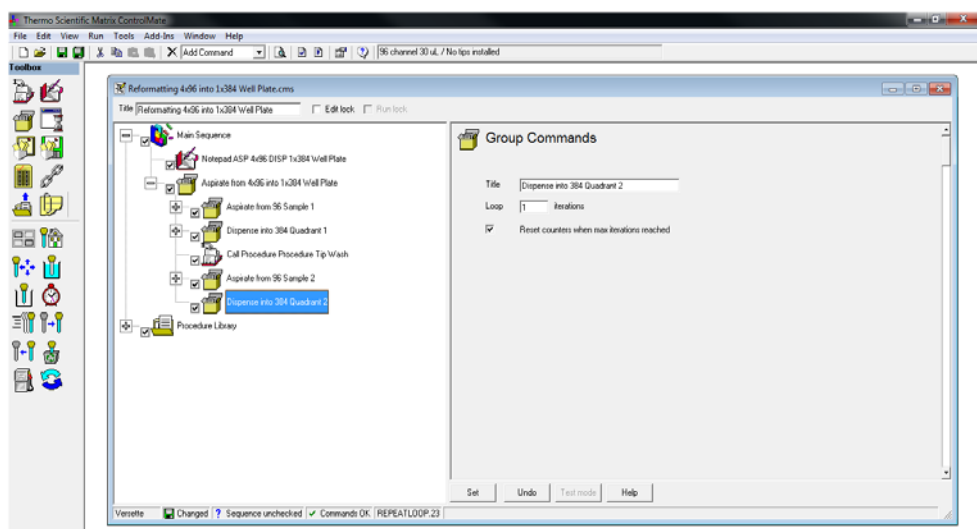 Thermo Scientific Matrix ControlMate
File Edit View Run Tools Add-Ins Window Help
Add Command
96 channel 30 uL / No tips installed
Toolbox
Reformatting 4x96 into 1x384 Well Plate.cms
Title Reformatting 4x96 into 1x384 Well Plate Edit lock Run lock
Main Sequence
Notepad ASP 4x96 DISP 1x384 Well Plate
Aspirate from 4x96 into 1x384 Well Plate
Aspirate from 96 Sample 1
Dispense into 384 Quadrant 1
Call Procedure Procedure Tip Wash
Aspirate from 96 Sample 2
Dispense into 384 Quadrant 2
Procedure Library
Group Commands
Title Dispense into 384 Quadrant 2
Loop 1 iterations
Reset counters when max iterations reached
Set Undo Test mode Help
Versette Changed ? Sequence unchecked Commands OK REPEATLOOP.23